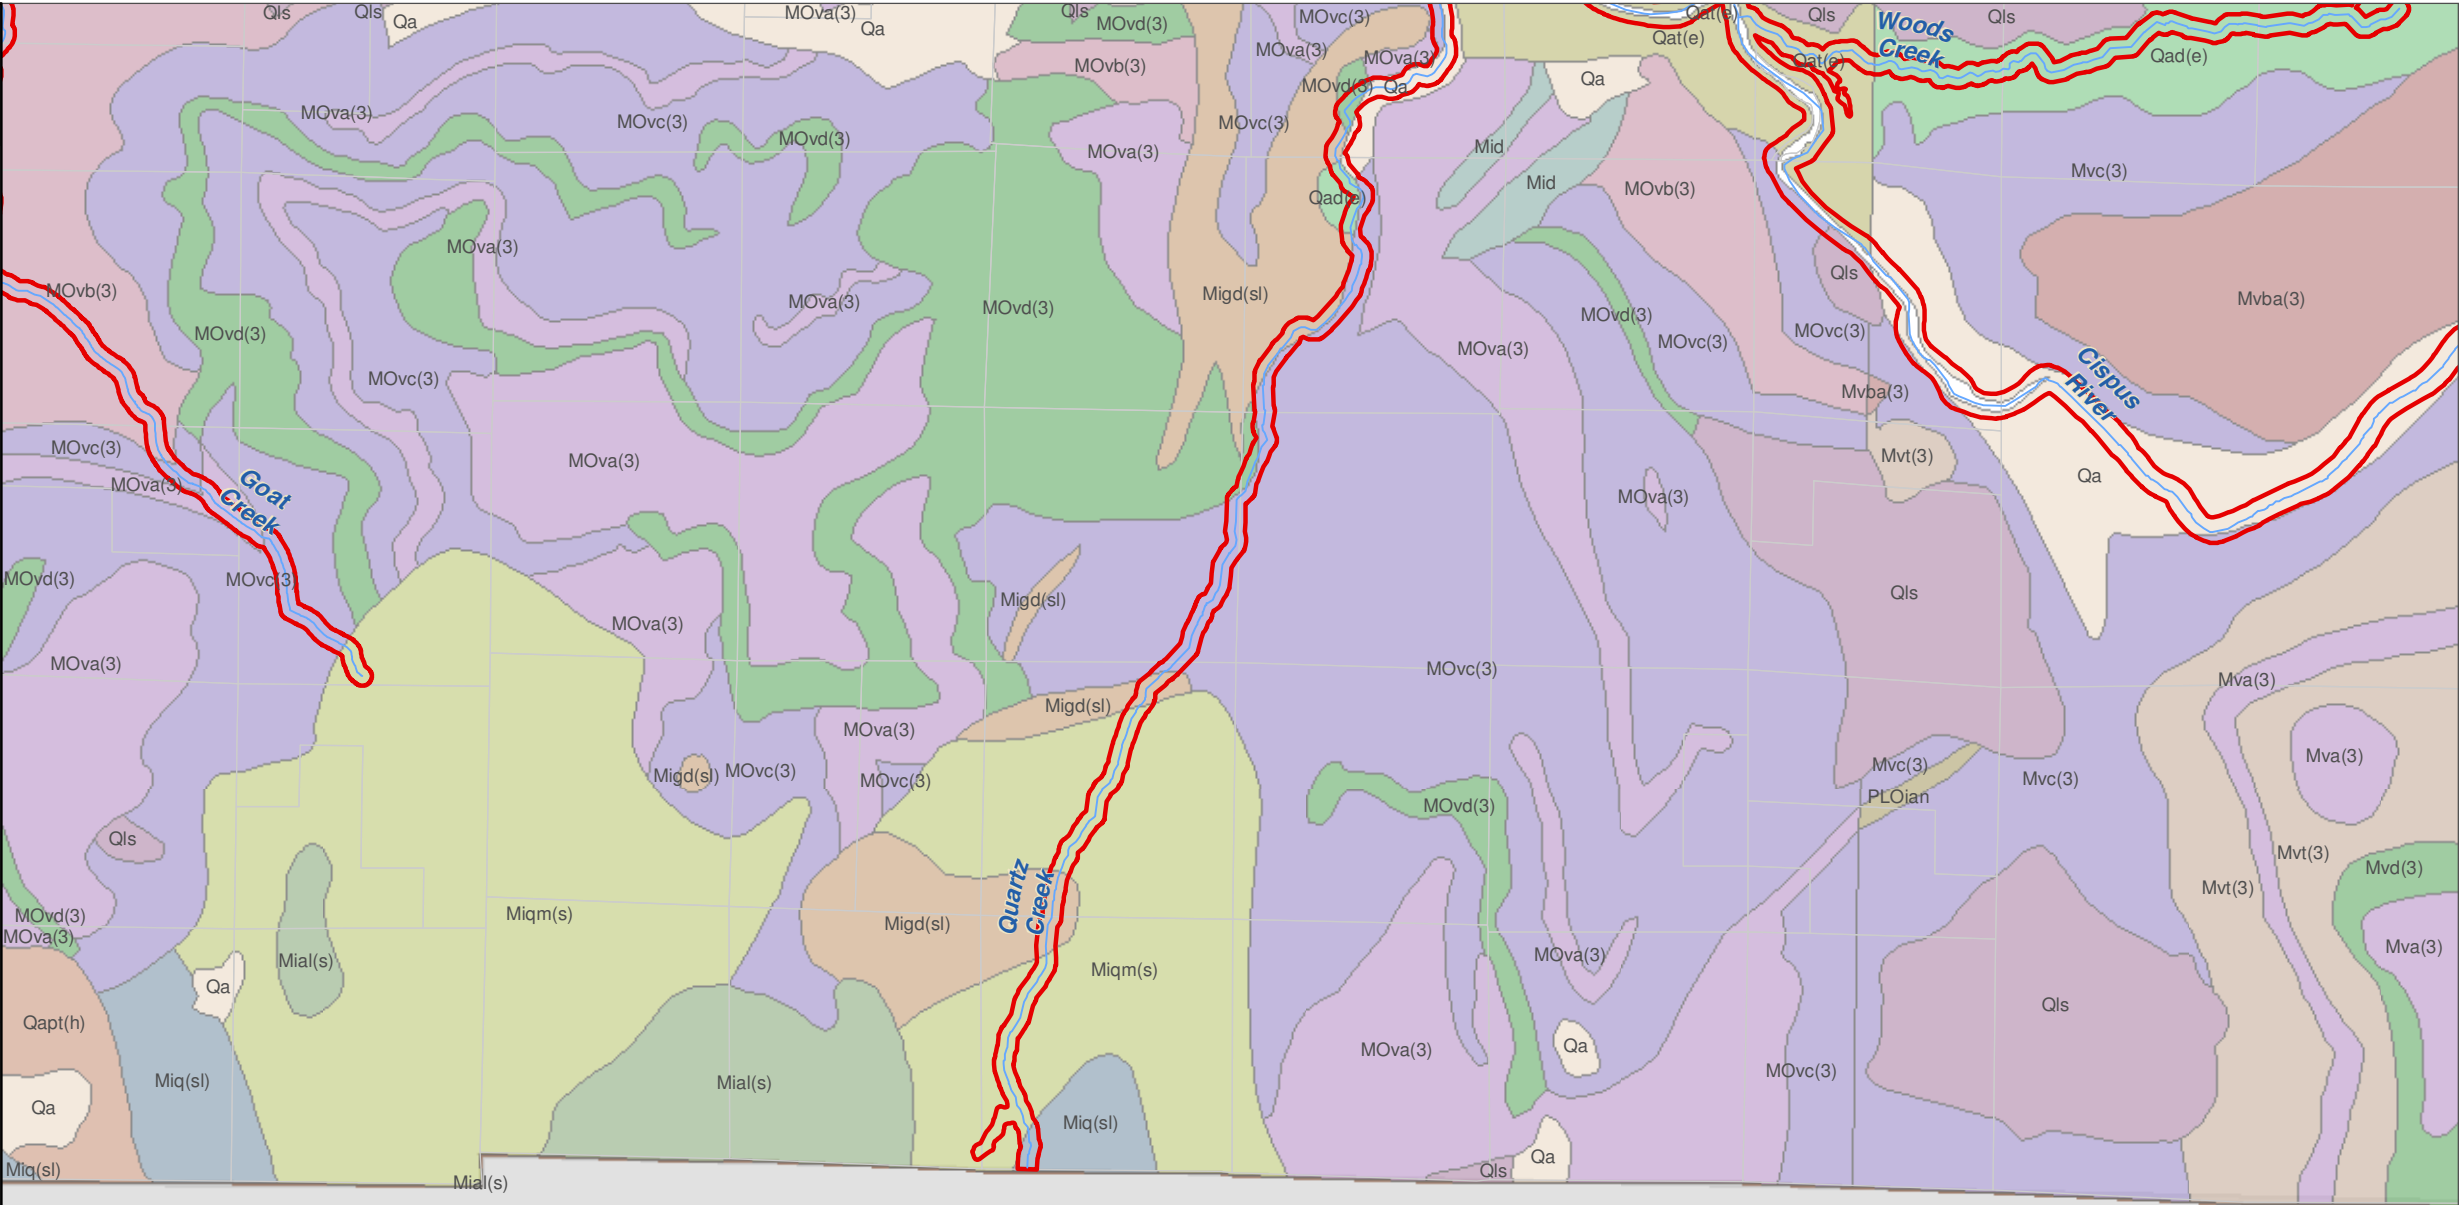 Qls
Qls
Qa
MOva(3)
Qa
Qls
MOvd(3)
MOvc(3)
Qat(e)
Qls
Woods
Creek
Qls
MOva(3)
MOva(3)
Qat(e)
Qat(e)
Qad(e)
MOvb(3)
Qa
MOvd(3)
Qa
MOva(3)
MOvc(3)
MOvd(3)
MOvc(3)
MOva(3)
Mid
Mid
MOvb(3)
Mvc(3)
Qad(e)
MOva(3)
Qls
MOvb(3)
MOva(3)
MOvd(3)
Migd(sl)
MOvd(3)
Mvba(3)
MOvd(3)
MOvc(3)
MOva(3)
MOvc(3)
MOvc(3)
Cispus
River
Mvba(3)
MOvc(3)
MOva(3)
Mvt(3)
MOva(3)
Goat
Creek
MOva(3)
Qa
MOvd(3)
MOvc(3)
Migd(sl)
Qls
MOva(3)
MOva(3)
MOvc(3)
Mva(3)
Migd(sl)
MOva(3)
Mva(3)
Migd(sl)
MOvc(3)
MOvc(3)
Mvc(3)
Mvc(3)
PLOian
MOvd(3)
Qls
Mvt(3)
Mvd(3)
Mvt(3)
Quartz
Creek
MOvd(3)
MOva(3)
Miqm(s)
Migd(sl)
Mva(3)
Mial(s)
MOva(3)
Miqm(s)
Qa
Qls
Qapt(h)
Qa
MOva(3)
MOvc(3)
Miq(sl)
Mial(s)
Qa
Miq(sl)
Qa
Miq(sl)
Qls
Mial(s)